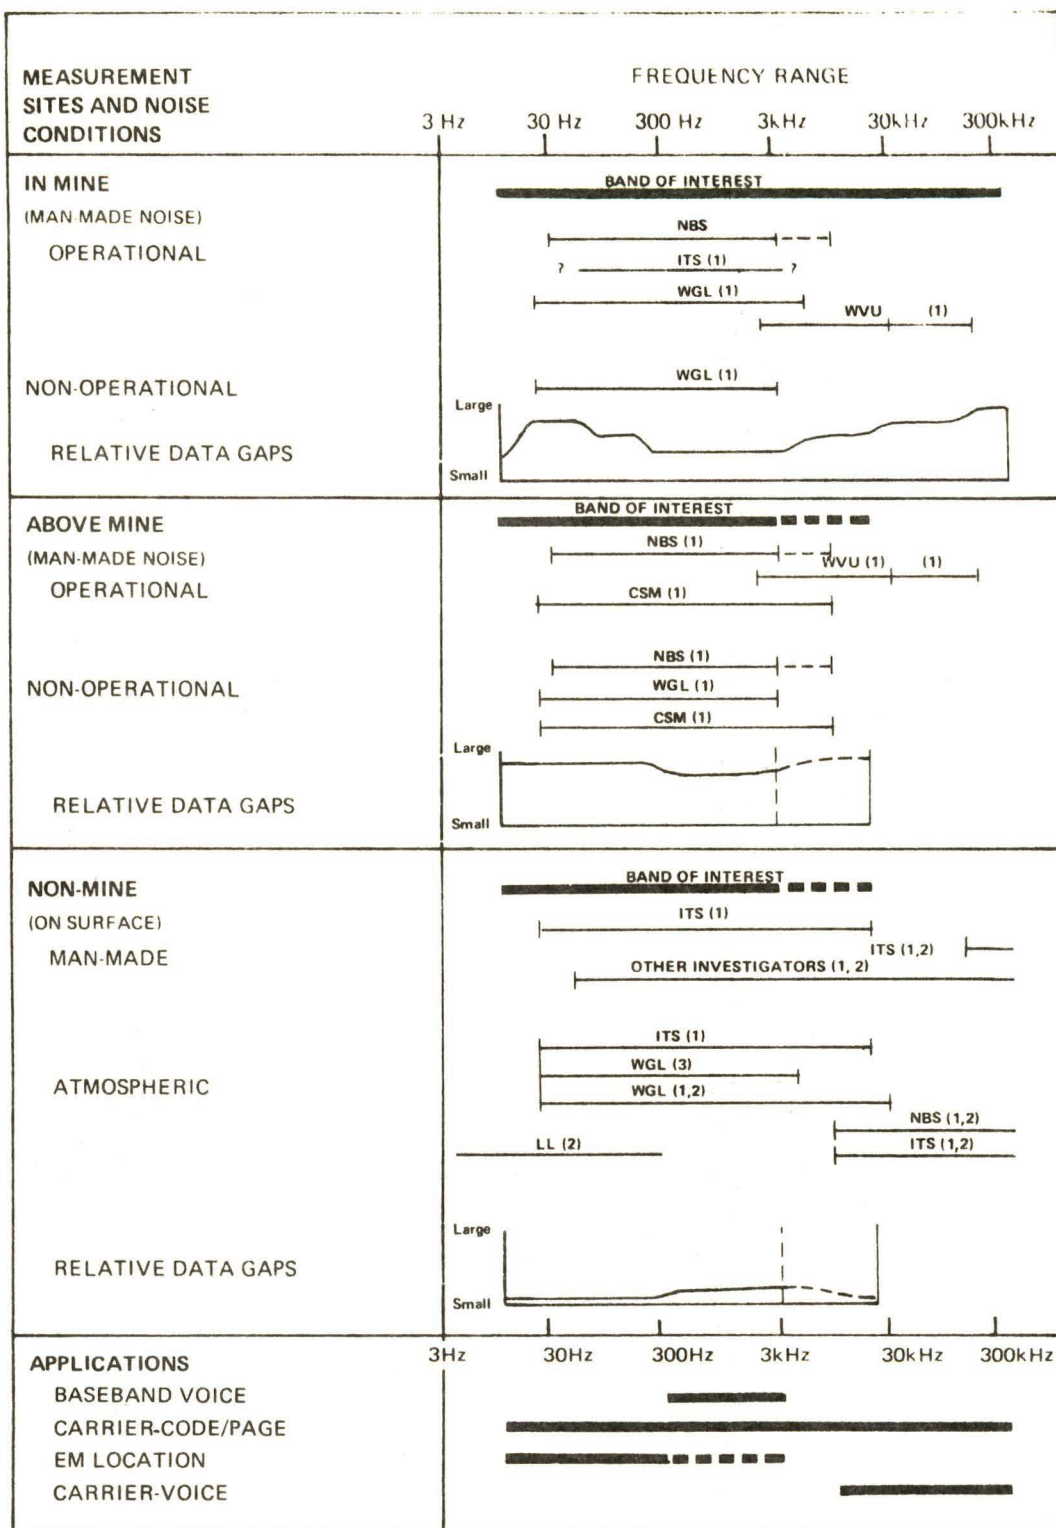 MEASUREMENT
SITES AND NOISE
CONDITIONS
FREQUENCY RANGE
3 Hz 30 Hz 300 Hz 3kHz 30kHz 300kHz
IN MINE
BAND OF INTEREST
(MAN-MADE NOISE)
OPERATIONAL
NBS
? ITS (1) ?
WGL (1)
WVU (1)
NON-OPERATIONAL
WGL (1)
Large
RELATIVE DATA GAPS
Small
ABOVE MINE
BAND OF INTEREST
(MAN-MADE NOISE)
NBS (1)
WVU (1) (1)
OPERATIONAL
CSM (1)
NBS (1)
NON-OPERATIONAL
WGL (1)
CSM (1)
Large
RELATIVE DATA GAPS
Small
NON-MINE
BAND OF INTEREST
(ON SURFACE)
ITS (1)
MAN-MADE
ITS (1,2)
OTHER INVESTIGATORS (1, 2)
ITS (1)
WGL (3)
ATMOSPHERIC
WGL (1,2)
NBS (1,2)
LL (2)
ITS (1,2)
Large
RELATIVE DATA GAPS
Small
APPLICATIONS
3Hz 30Hz 300Hz 3kHz 30kHz 300kHz
BASEBAND VOICE
CARRIER-CODE/PAGE
EM LOCATION
CARRIER-VOICE